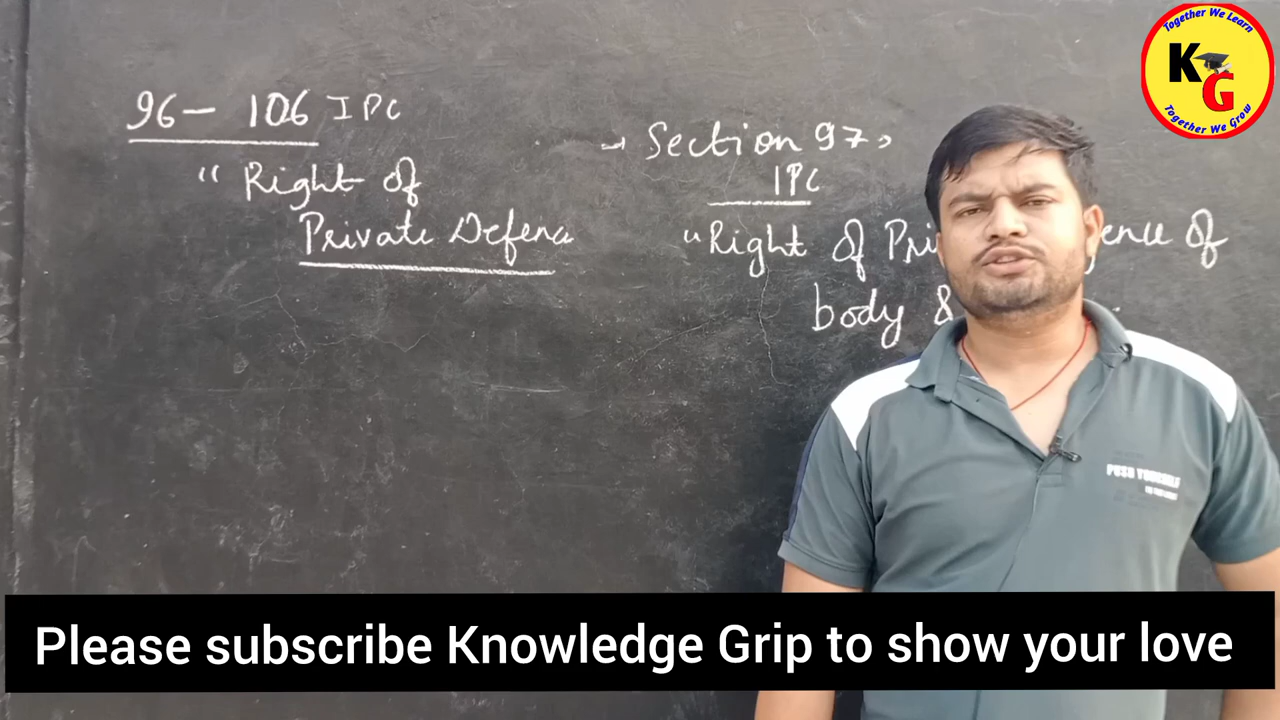 96 - 106 IPC
" Right of
Private Defenc
→ Section 97,
IPC
"Right of Pri ence of
body &
Together We Learn
KG
Together We Grow
PUSH YOURSELF
Please subscribe Knowledge Grip to show your love